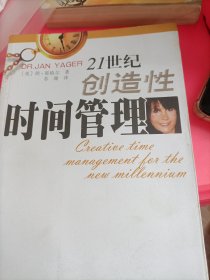 DR.JAN YAGER
21世纪
创造性
时间管理
Creative time
management for the
new millennium